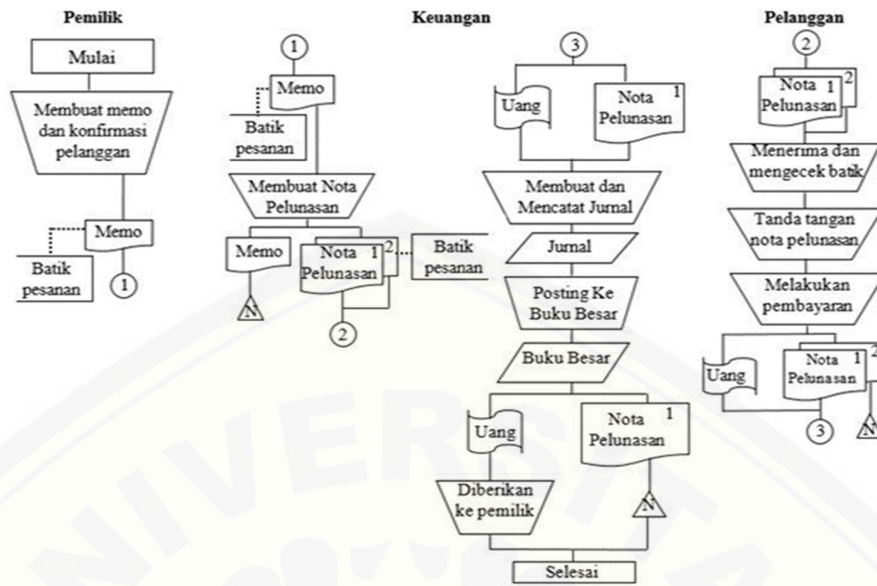 Pemilik
Mulai
Membuat memo
dan konfirmasi
pelanggan
Memo
Batik
pesanan
1
Keuangan
1
Memo
Batik
pesanan
Membuat Nota
Pelunasan
Memo
Nota 1 2
Pelunasan
Batik
pesanan
N
2
3
Uang
Nota 1
Pelunasan
Membuat dan
Mencatat Jurnal
Jurnal
Posting Ke
Buku Besar
Buku Besar
Uang
Nota 1
Pelunasan
Diberikan
ke pemilik
N
Selesai
Pelanggan
2
Nota 1 2
Pelunasan
Menerima dan
mengecek batik
Tanda tangan
nota pelunasan
Melakukan
pembayaran
Uang
Nota 1 2
Pelunasan
3
N
UNIVERSITA